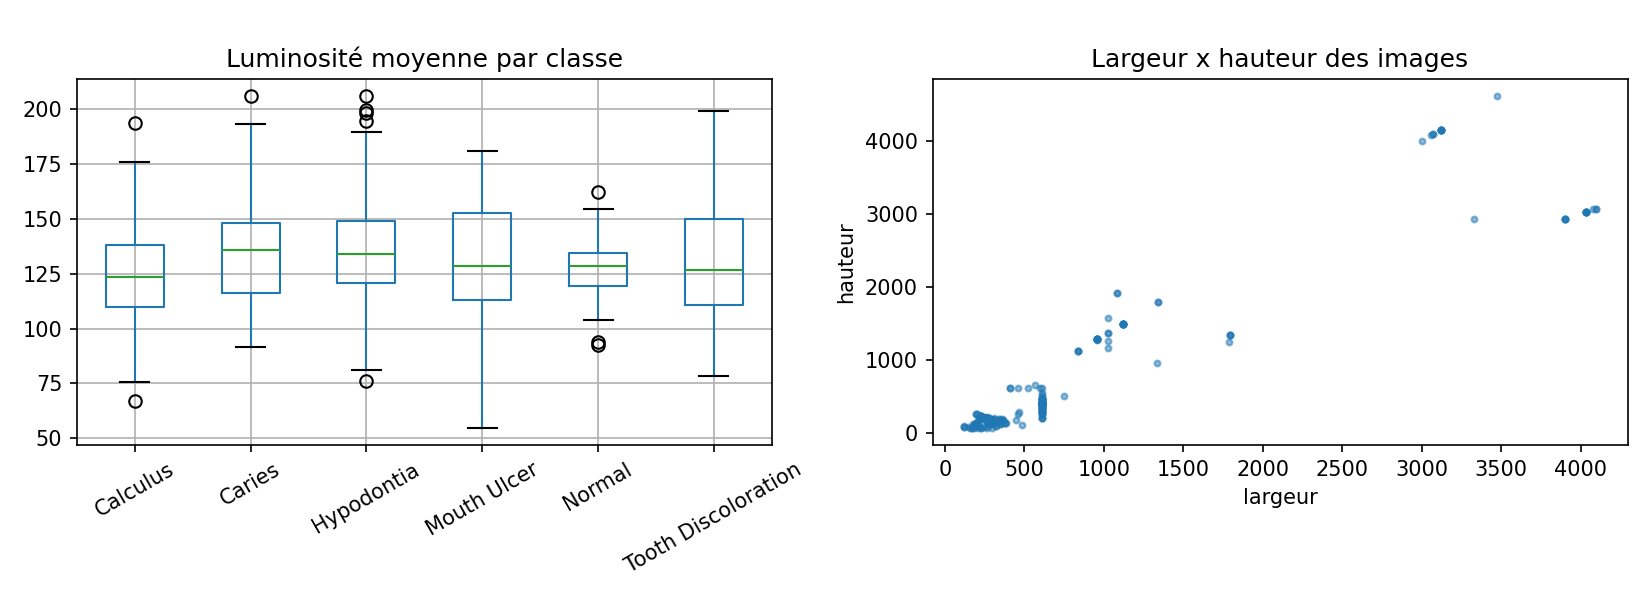 Luminosité moyenne par classe
200
175
150
125
100
75
50
Calculus
Caries
Hypodontia
Mouth Ulcer
Normal
Tooth Discoloration
Largeur x hauteur des images
hauteur
4000
3000
2000
1000
0
0 500 1000 1500 2000 2500 3000 3500 4000
largeur